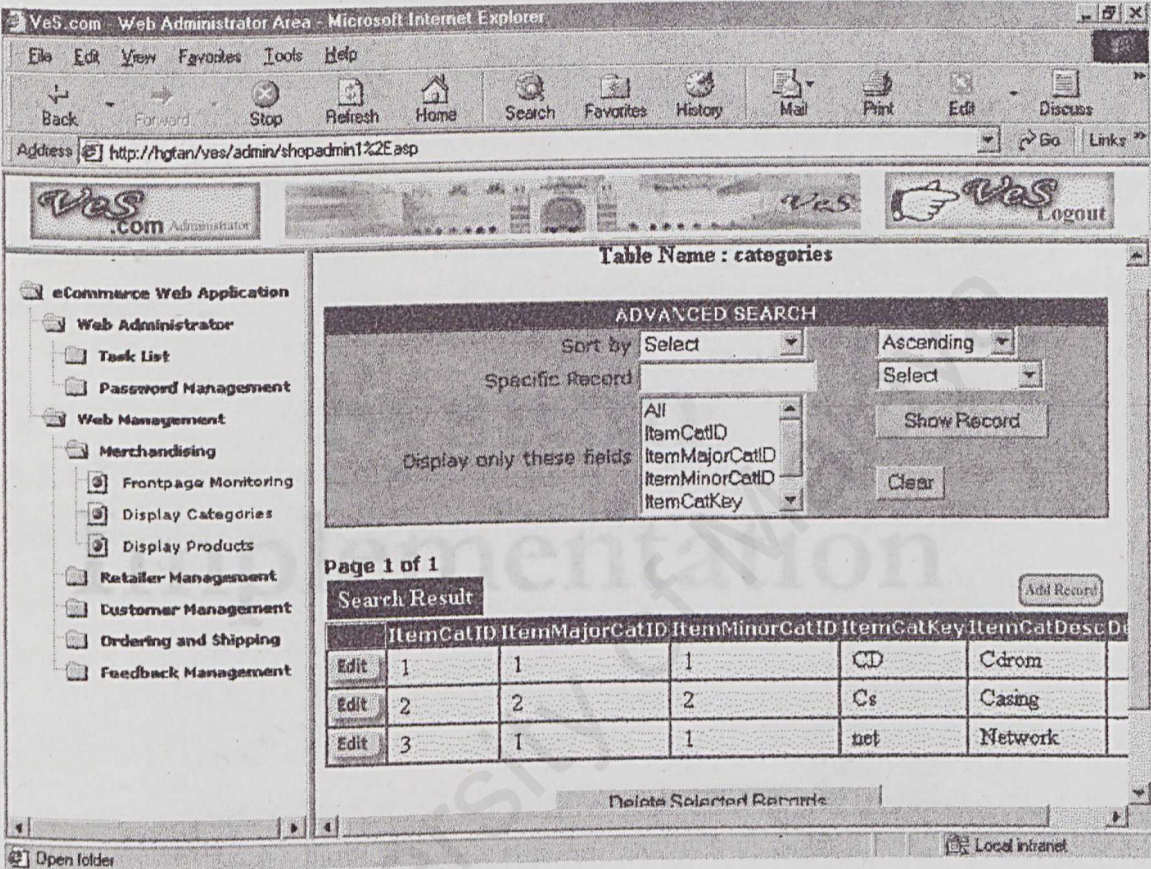 VeS.com - Web Administrator Area - Microsoft Internet Explorer
File Edit View Favorites Tools Help
Back Forward Stop Refresh Home Search Favorites History Mail Print Edit Discuss
Address http://hgtan/ves/admin/shopadmin1%2Easp Go Links
VeS .com Administrator
VeS
VeS Logout
eCommerce Web Application
Web Administrator
Task List
Password Management
Web Management
Merchandising
Frontpage Monitoring
Display Categories
Display Products
Retailer Management
Customer Management
Ordering and Shipping
Feedback Management
Table Name : categories
ADVANCED SEARCH
Sort by Select Ascending
Specific Record Select
Display only these fields
All
ItemCatID
ItemMajorCatID
ItemMinorCatID
ItemCatKey
Show Record
Clear
Page 1 of 1
Search Result
Add Record
ItemCatID ItemMajorCatID ItemMinorCatID ItemCatKey ItemCatDesc
Edit 1 1 1 CD Cdrom
Edit 2 2 2 Cs Casing
Edit 3 1 1 net Network
Delete Selected Records
Open folder
Local intranet